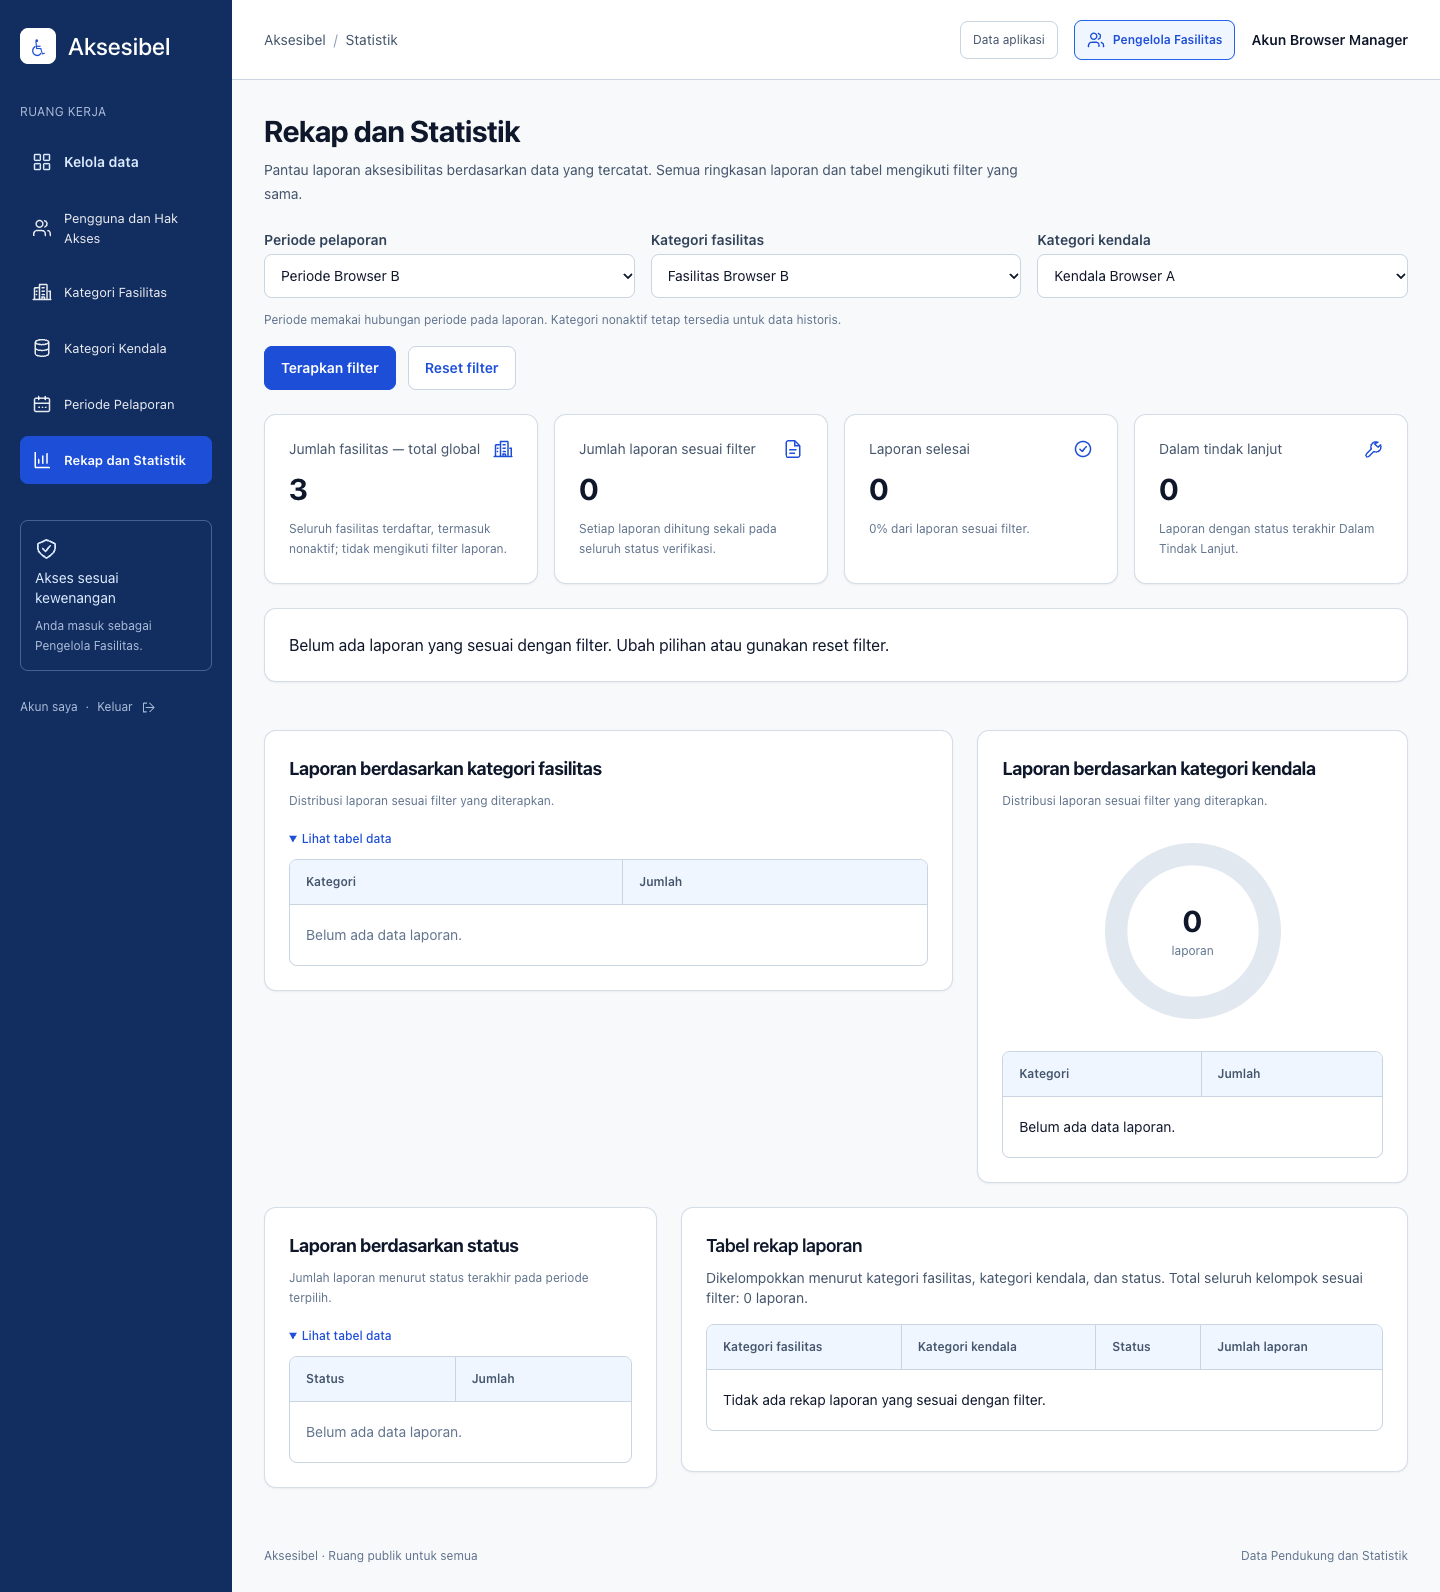 Aksesibel
RUANG KERJA
Kelola data
Pengguna dan Hak
Akses
Kategori Fasilitas
Kategori Kendala
Periode Pelaporan
Rekap dan Statistik
Akses sesuai
kewenangan
Anda masuk sebagai
Pengelola Fasilitas.
Akun saya · Keluar
Aksesibel / Statistik
Data aplikasi
Pengelola Fasilitas
Akun Browser Manager
Rekap dan Statistik
Pantau laporan aksesibilitas berdasarkan data yang tercatat. Semua ringkasan laporan dan tabel mengikuti filter yang
sama.
Periode pelaporan
Periode Browser B
Kategori fasilitas
Fasilitas Browser B
Kategori kendala
Kendala Browser A
Periode memakai hubungan periode pada laporan. Kategori nonaktif tetap tersedia untuk data historis.
Terapkan filter
Reset filter
Jumlah fasilitas — total global
3
Seluruh fasilitas terdaftar, termasuk
nonaktif; tidak mengikuti filter laporan.
Jumlah laporan sesuai filter
0
Setiap laporan dihitung sekali pada
seluruh status verifikasi.
Laporan selesai
0
0% dari laporan sesuai filter.
Dalam tindak lanjut
0
Laporan dengan status terakhir Dalam
Tindak Lanjut.
Belum ada laporan yang sesuai dengan filter. Ubah pilihan atau gunakan reset filter.
Laporan berdasarkan kategori fasilitas
Distribusi laporan sesuai filter yang diterapkan.
▼ Lihat tabel data
Kategori Jumlah
Belum ada data laporan.
Laporan berdasarkan kategori kendala
Distribusi laporan sesuai filter yang diterapkan.
0
laporan
Kategori Jumlah
Belum ada data laporan.
Laporan berdasarkan status
Jumlah laporan menurut status terakhir pada periode
terpilih.
▼ Lihat tabel data
Status Jumlah
Belum ada data laporan.
Tabel rekap laporan
Dikelompokkan menurut kategori fasilitas, kategori kendala, dan status. Total seluruh kelompok sesuai
filter: 0 laporan.
Kategori fasilitas Kategori kendala Status Jumlah laporan
Tidak ada rekap laporan yang sesuai dengan filter.
Aksesibel · Ruang publik untuk semua
Data Pendukung dan Statistik